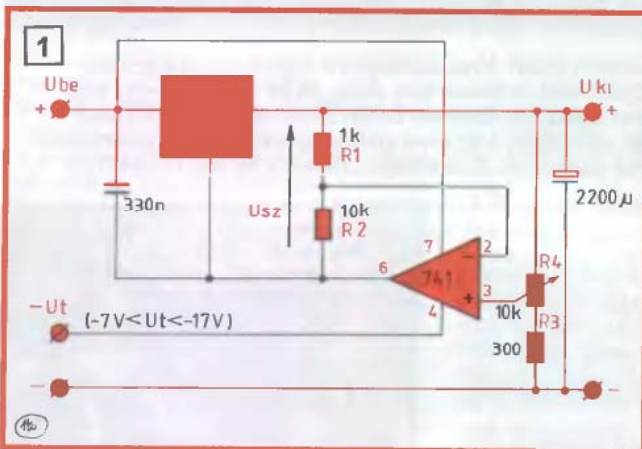 1
Ube
Uki
+
+
1k
R1
330n
Usz
10k
R2
2200µ
7
2
−
6
741
R4
3
+
4
10k
R3
−Ut
(-7V<Ut<-17V)
300
−
−